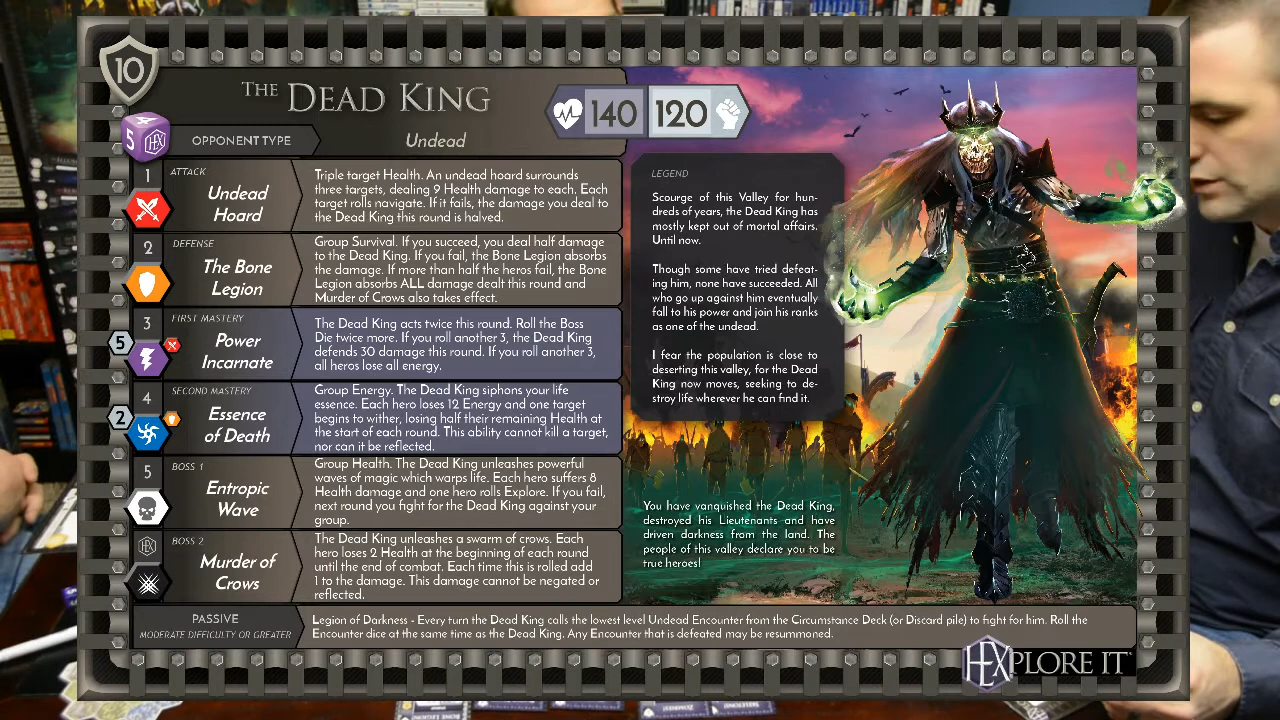 10
THE DEAD KING
140 120
5 HEX
OPPONENT TYPE
Undead
1
ATTACK
Undead
Hoard
Triple target Health. An undead hoard surrounds
three targets, dealing 9 Health damage to each. Each
target rolls navigate. If it fails, the damage you deal to
the Dead King this round is halved.
2
DEFENSE
The Bone
Legion
Group Survival. If you succeed, you deal half damage
to the Dead King. If you fail, the Bone Legion absorbs
the damage. If more than half the heros fail, the Bone
Legion absorbs ALL damage dealt this round and
Murder of Crows also takes effect.
3
5
FIRST MASTERY
Power
Incarnate
The Dead King acts twice this round. Roll the Boss
Die twice more. If you roll another 3, the Dead King
defends 30 damage this round. If you roll another 3,
all heros lose all energy.
4
2
SECOND MASTERY
Essence
of Death
Group Energy. The Dead King siphons your life
essence. Each hero loses 12 Energy and one target
begins to wither, losing half their remaining Health at
the start of each round. This ability cannot kill a target,
nor can it be reflected.
5
BOSS 1
Entropic
Wave
Group Health. The Dead King unleashes powerful
waves of magic which warps life. Each hero suffers 8
Health damage and one hero rolls Explore. If you fail,
next round you fight for the Dead King against your
group.
HEX
BOSS 2
Murder of
Crows
The Dead King unleashes a swarm of crows. Each
hero loses 2 Health at the beginning of each round
until the end of combat. Each time this is rolled add
1 to the damage. This damage cannot be negated or
reflected.
LEGEND
Scourge of this Valley for hun-
dreds of years, the Dead King has
mostly kept out of mortal affairs.
Until now.
Though some have tried defeat-
ing him, none have succeeded. All
who go up against him eventually
fall to his power and join his ranks
as one of the undead.
I fear the population is close to
deserting this valley, for the Dead
King now moves, seeking to de-
stroy life wherever he can find it.
You have vanquished the Dead King,
destroyed his Lieutenants and have
driven darkness from the land. The
people of this valley declare you to be
true heroes!
PASSIVE
MODERATE DIFFICULTY OR GREATER
Legion of Darkness - Every turn the Dead King calls the lowest level Undead Encounter from the Circumstance Deck (or Discard pile) to fight for him. Roll the
Encounter dice at the same time as the Dead King. Any Encounter that is defeated may be resummoned.
HEXPLORE IT